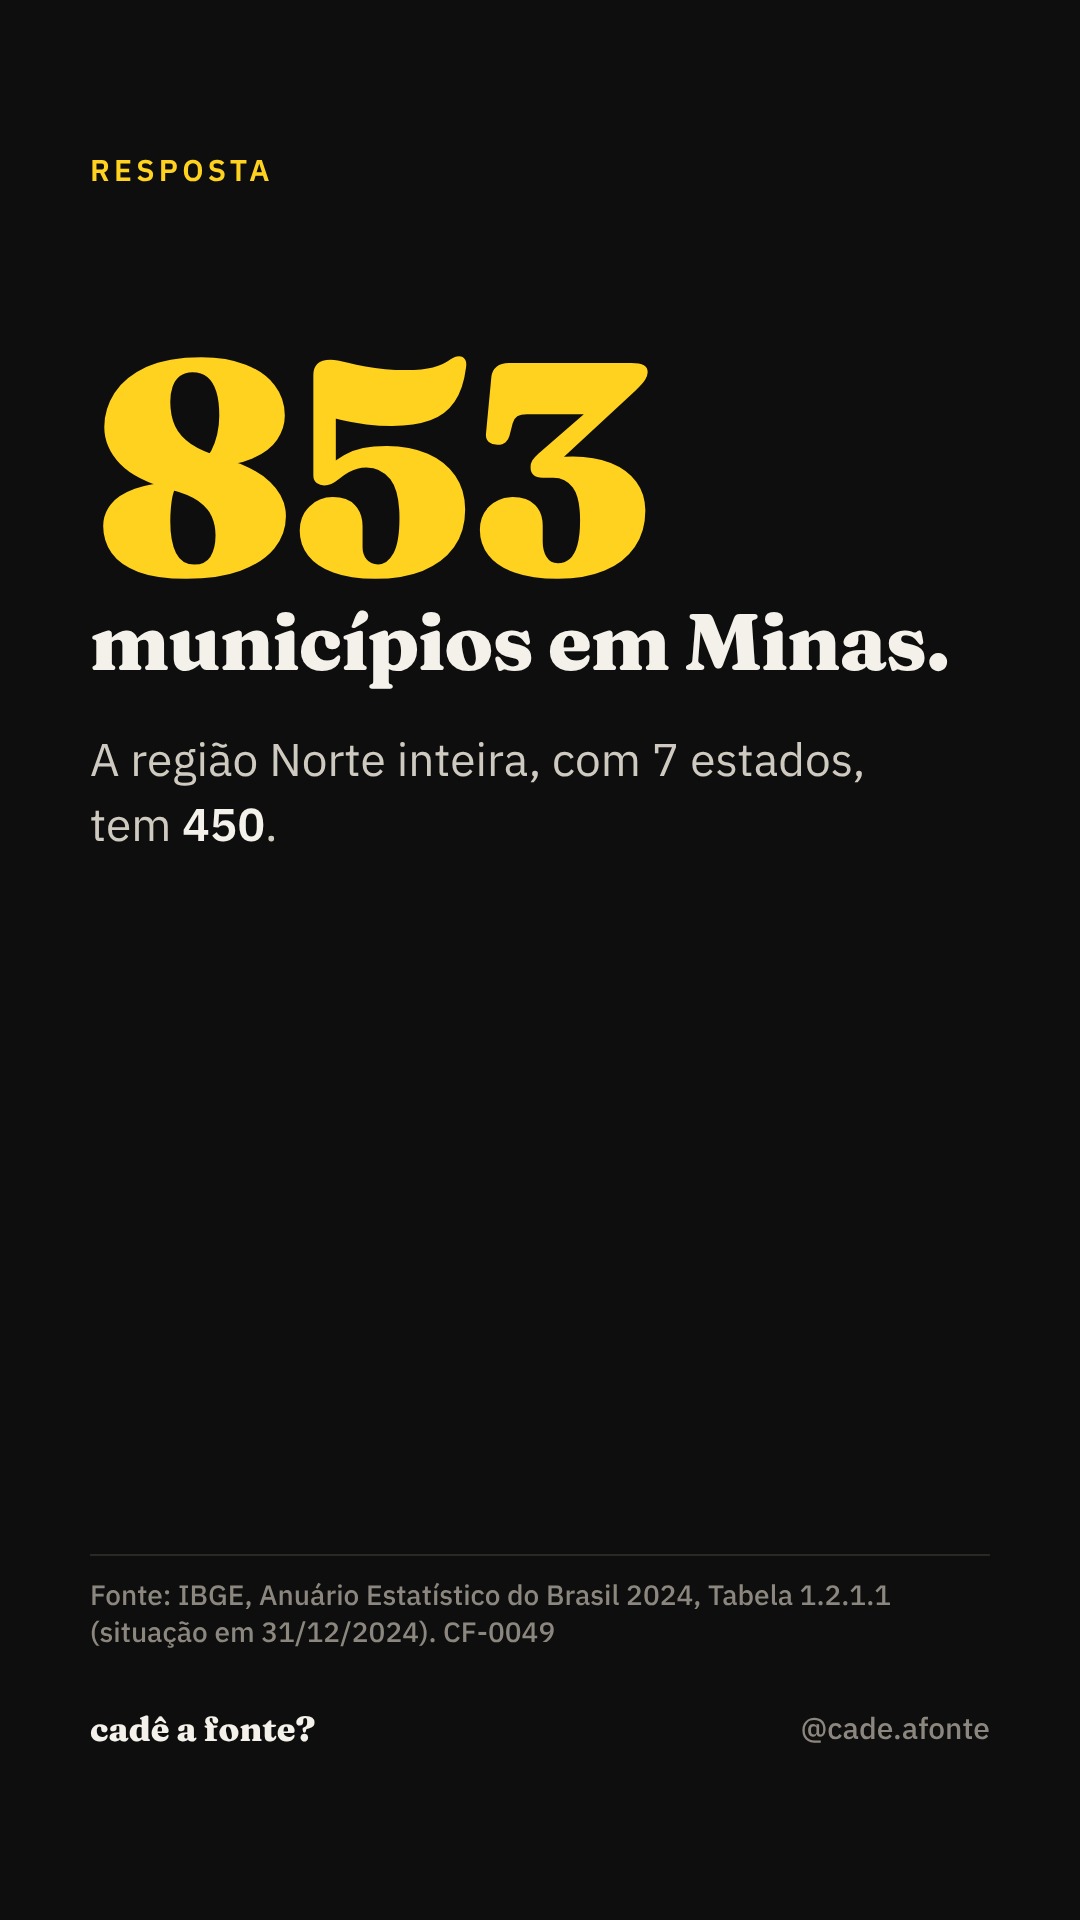 RESPOSTA
853
municípios em Minas.
A região Norte inteira, com 7 estados,
tem 450.
Fonte: IBGE, Anuário Estatístico do Brasil 2024, Tabela 1.2.1.1
(situação em 31/12/2024). CF-0049
cadê a fonte?
@cade.afonte